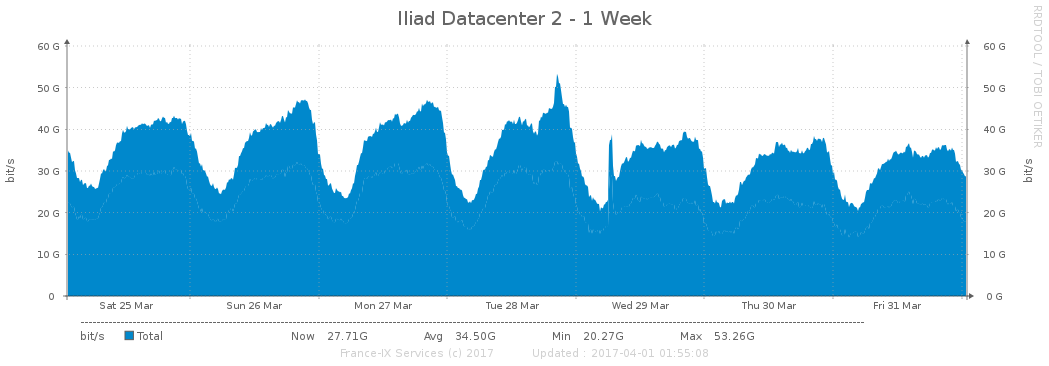 Iliad Datacenter 2 - 1 Week
RRDTOOL / TOBI OETIKER
bit/s
60 G
50 G
40 G
30 G
20 G
10 G
0
60 G
50 G
40 G
30 G
20 G
10 G
0 G
bit/s
Sat 25 Mar Sun 26 Mar Mon 27 Mar Tue 28 Mar Wed 29 Mar Thu 30 Mar Fri 31 Mar
bit/s Total Now 27.71G Avg 34.50G Min 20.27G Max 53.26G
France-IX Services (c) 2017 Updated : 2017-04-01 01:55:08